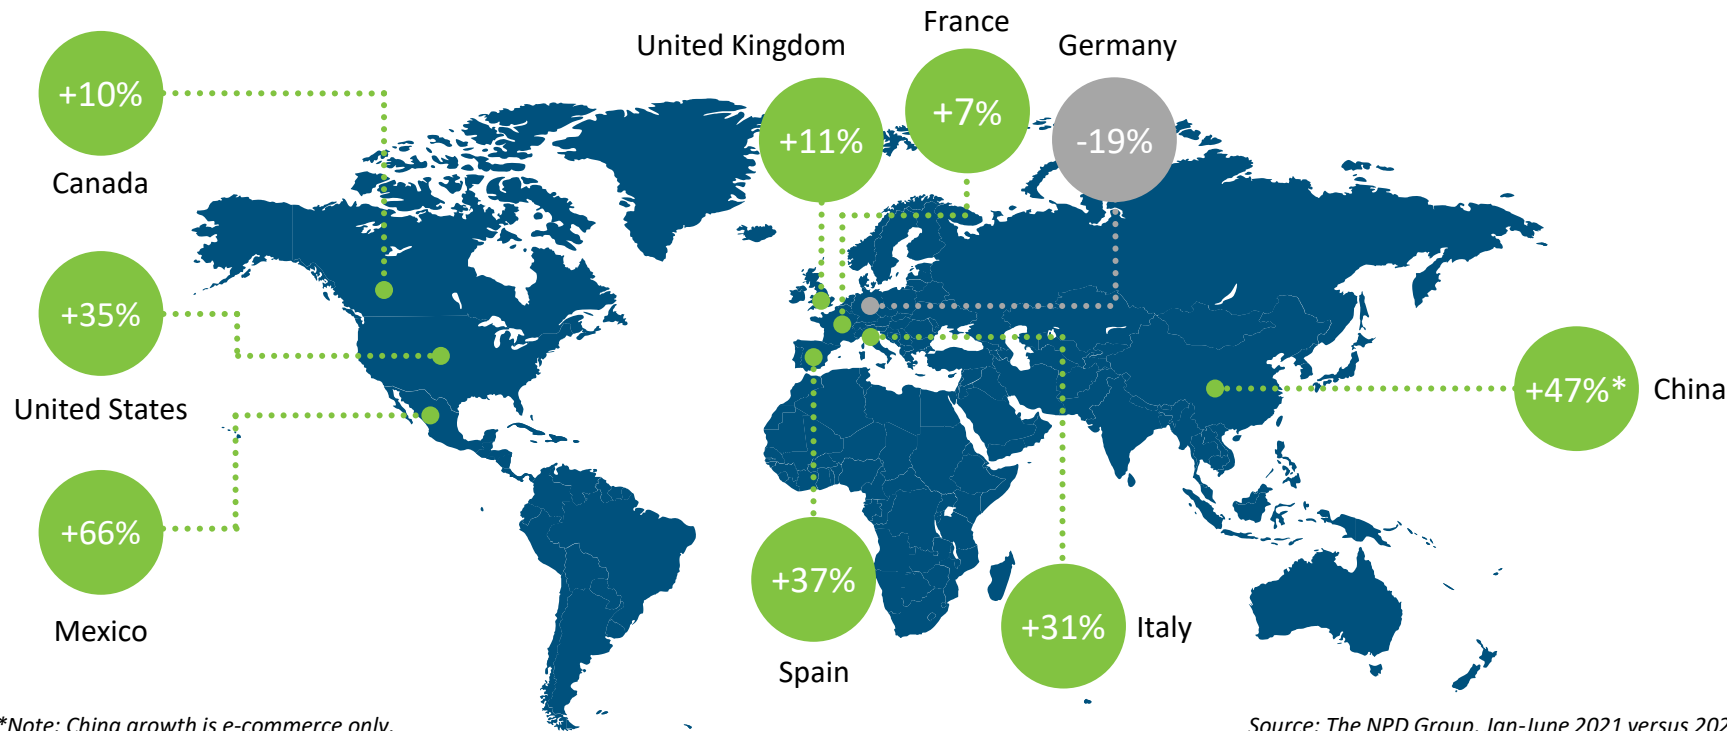 France
United Kingdom
Germany
+10%
+7%
+11%
-19%
Canada
+35%
United States
+47%*
China
+66%
Mexico
+37%
Spain
+31%
Italy
*Note: China growth is e-commerce only.
Source: The NPD Group, Jan-June 2021 versus